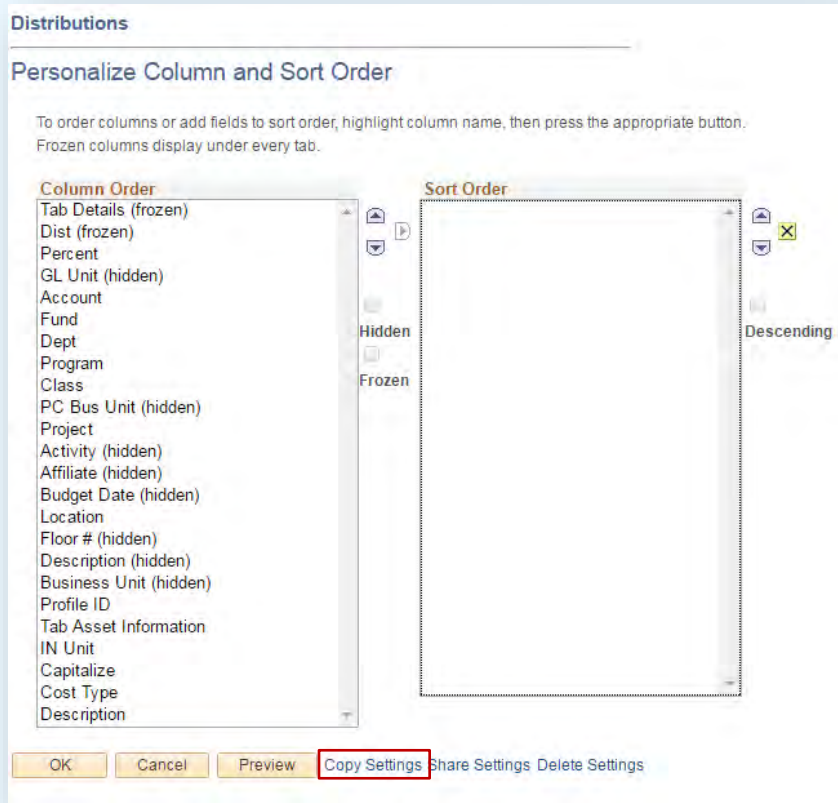 Distributions
Personalize Column and Sort Order
To order columns or add fields to sort order, highlight column name, then press the appropriate button.
Frozen columns display under every tab.
Column Order
Tab Details (frozen)
Dist (frozen)
Percent
GL Unit (hidden)
Account
Fund
Dept
Program
Class
PC Bus Unit (hidden)
Project
Activity (hidden)
Affiliate (hidden)
Budget Date (hidden)
Location
Floor # (hidden)
Description (hidden)
Business Unit (hidden)
Profile ID
Tab Asset Information
IN Unit
Capitalize
Cost Type
Description
Hidden
Frozen
Sort Order
Descending
OK Cancel Preview Copy Settings Share Settings Delete Settings